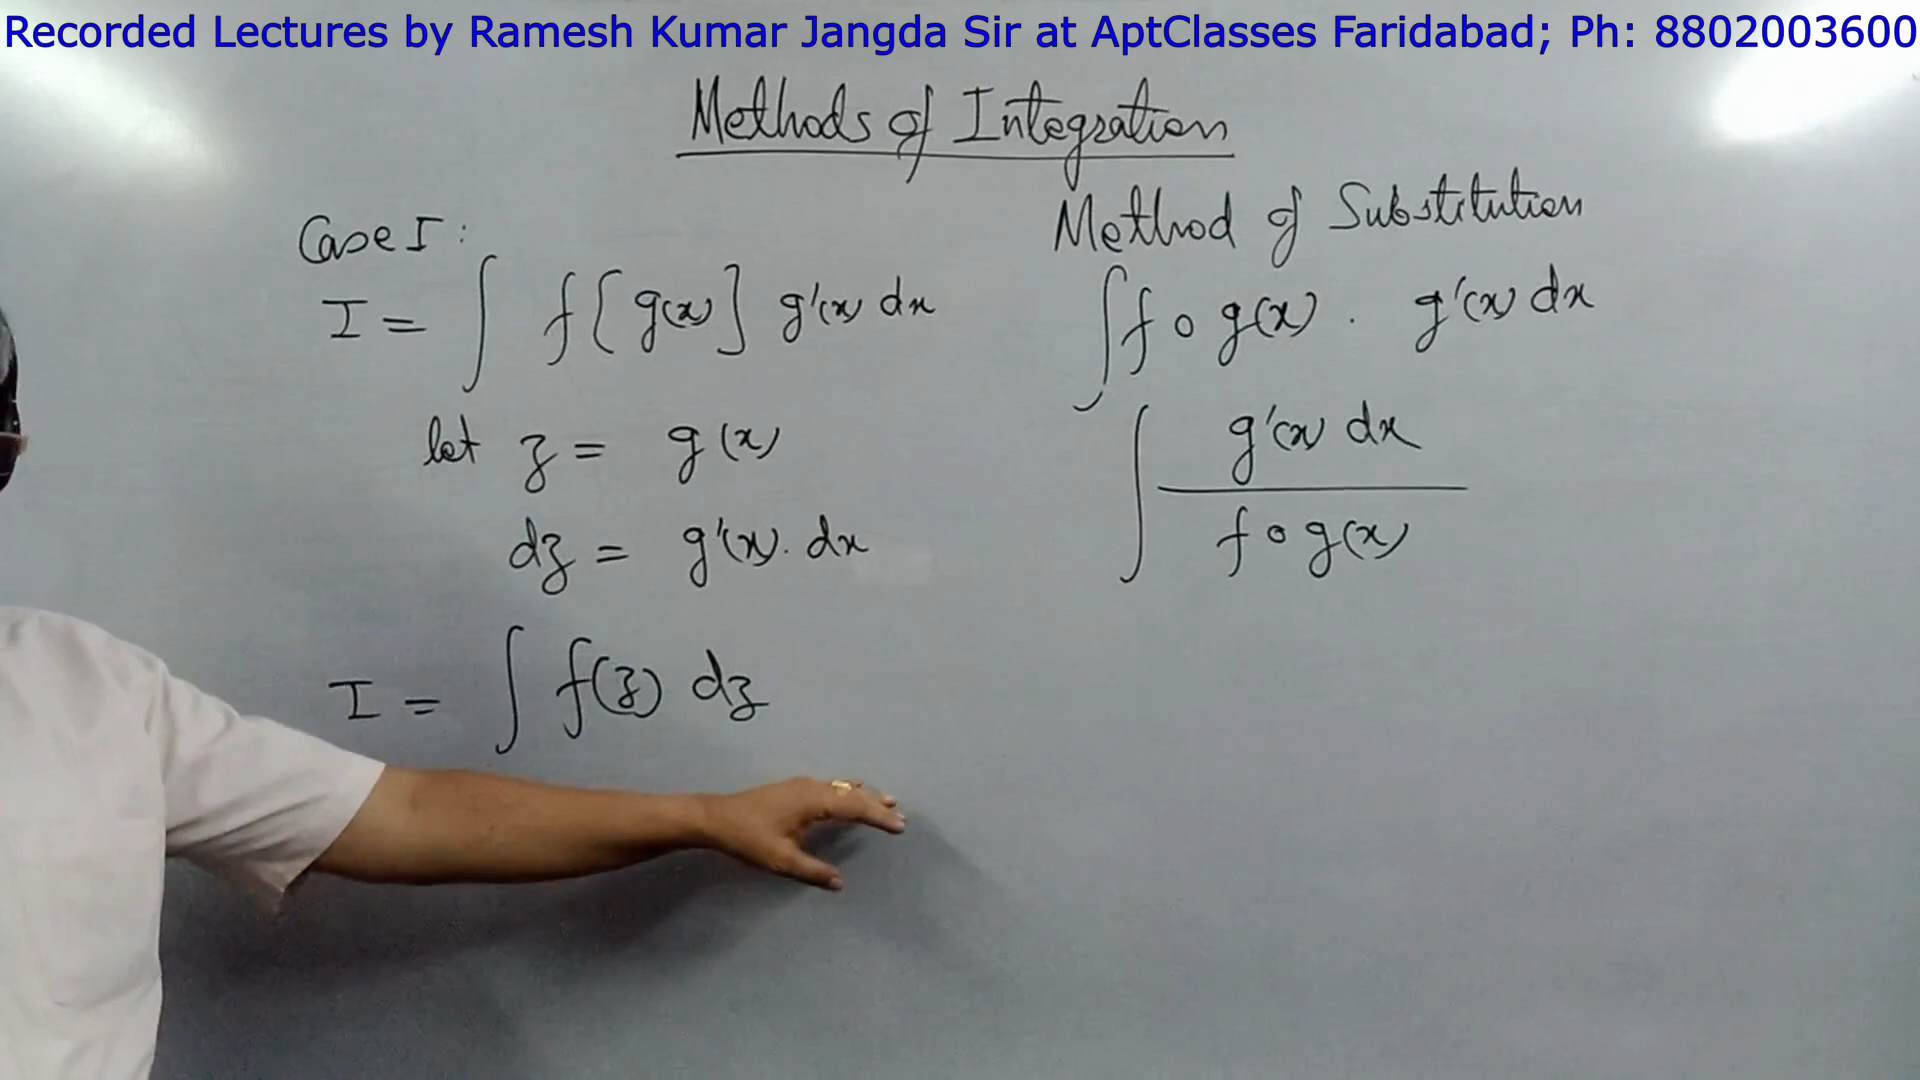 Recorded Lectures by Ramesh Kumar Jangda Sir at AptClasses Faridabad; Ph: 8802003600
Methods of Integration
Method of Substitution
Case I:
I = ∫ f[g(x)] g'(x) dx
∫ f o g(x) . g'(x) dx
let z = g(x)
∫ g'(x) dx / f o g(x)
dz = g'(x). dx
I = ∫ f(z) dz